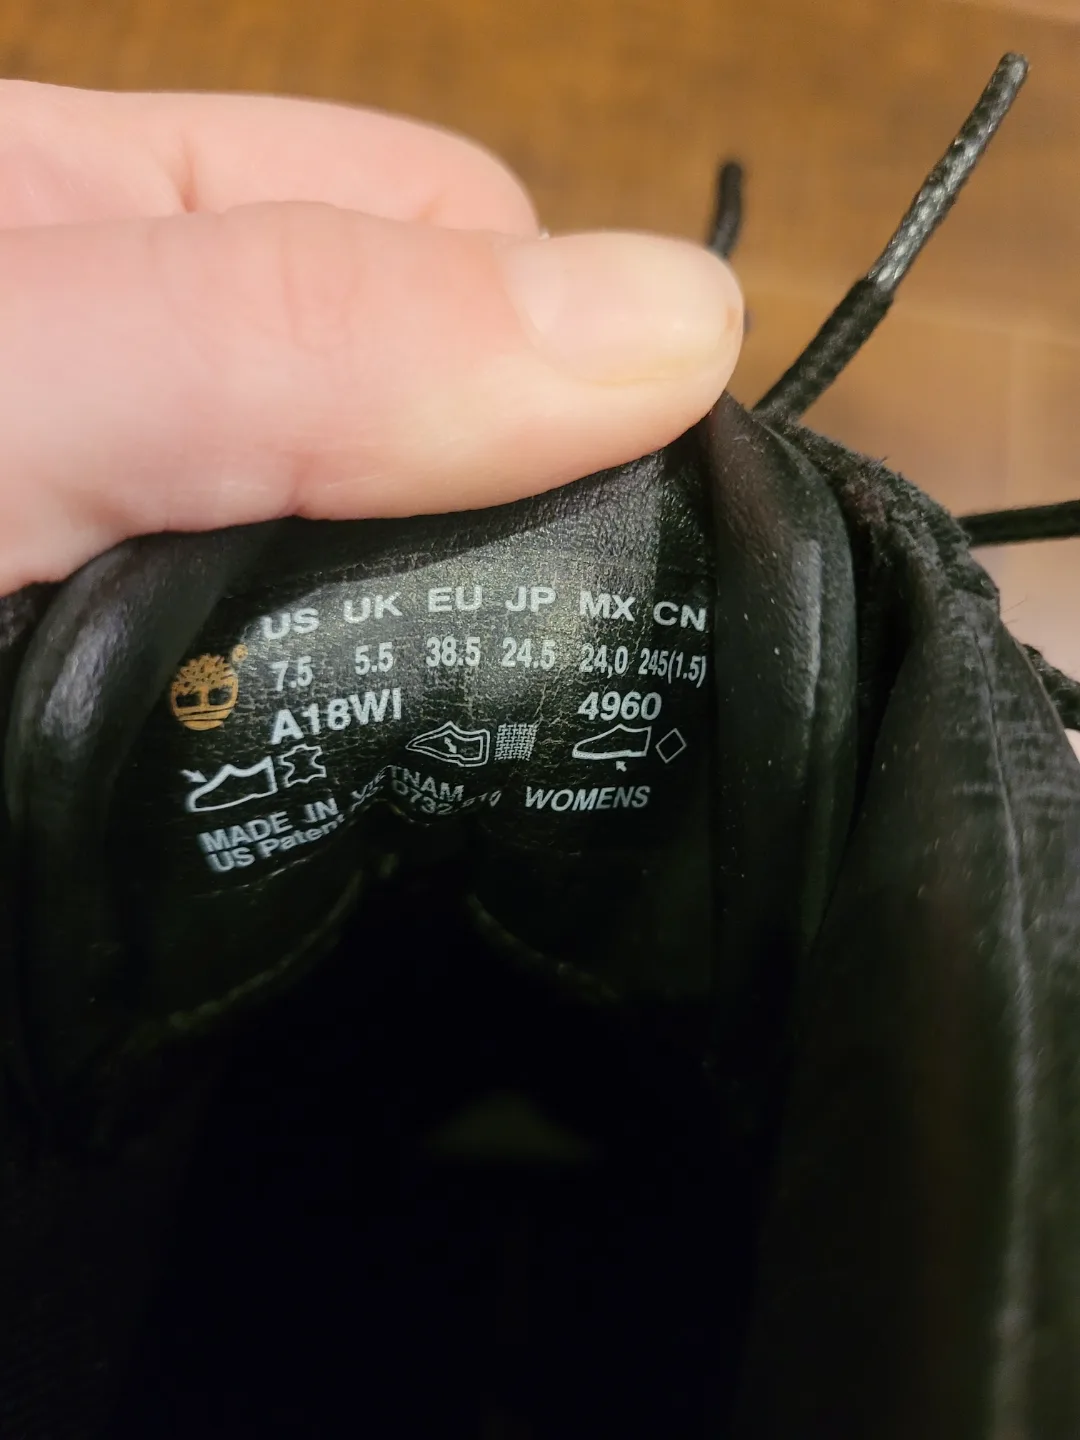 US UK EU JP MX CN
7.5 5.5 38.5 24.5 24,0 245(1.5)
A18WI 4960
WOMENS
MADE IN VIETNAM
US Patent